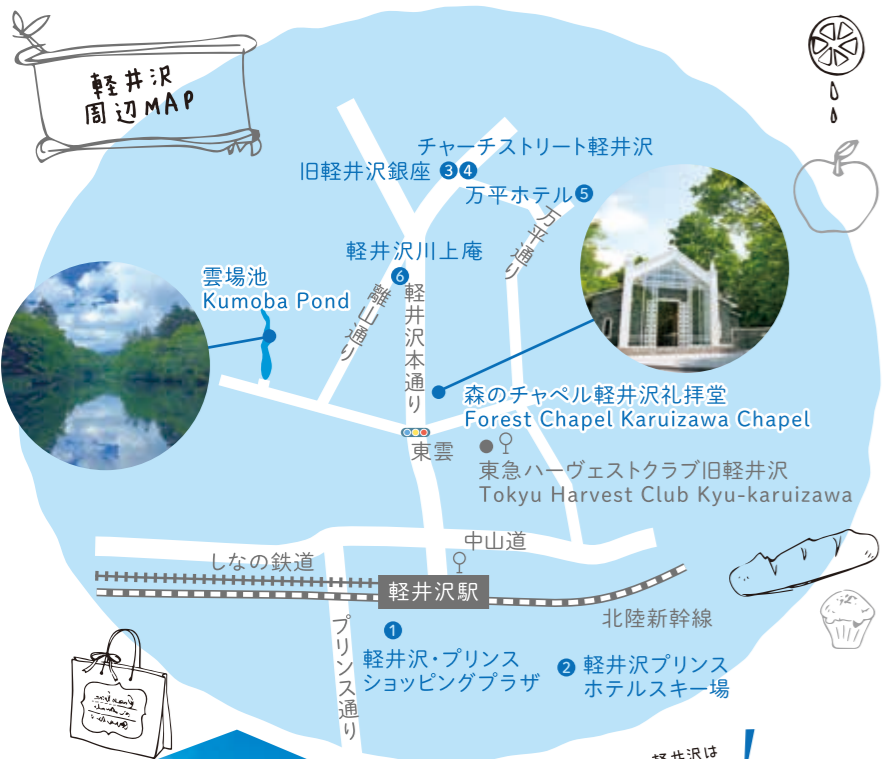 軽井沢
周辺MAP
チャーチストリート軽井沢
旧軽井沢銀座 ❸❹
万平ホテル❺
万平通り
軽井沢川上庵
❻
雲場池
Kumoba Pond
離山通り
軽井沢本通り
森のチャペル軽井沢礼拝堂
Forest Chapel Karuizawa Chapel
東雲
東急ハーヴェストクラブ旧軽井沢
Tokyu Harvest Club Kyu-karuizawa
中山道
しなの鉄道
軽井沢駅
北陸新幹線
プリンス通り
❶
軽井沢・プリンス
ショッピングプラザ
❷ 軽井沢プリンス
ホテルスキー場
軽井沢は